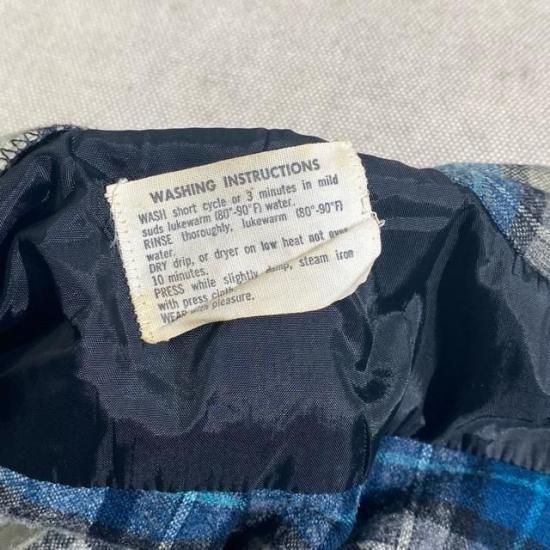 WASHING INSTRUCTIONS
WASH short cycle or 3 minutes in mild
suds lukewarm (80°-90°F) water.
RINSE thoroughly, lukewarm (80°-90°F)
water.
DRY drip, or dryer on low heat not over
10 minutes.
PRESS while slightly damp, steam iron
with press cloth.
WEAR with pleasure.